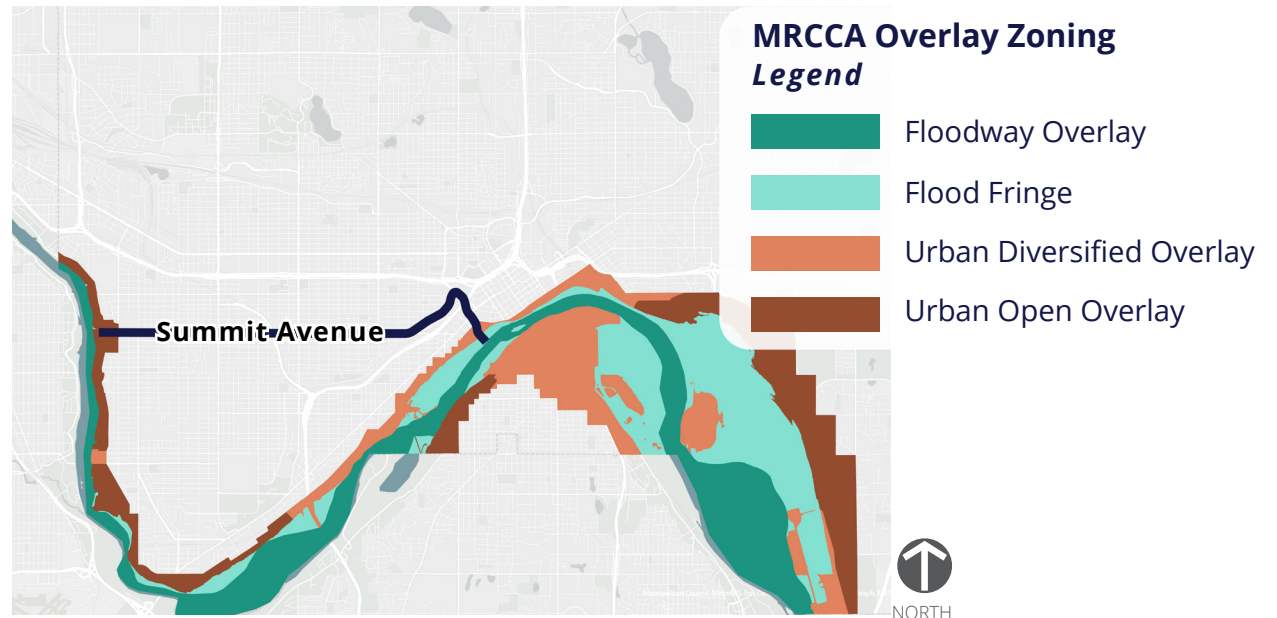 MRCCA Overlay Zoning
Legend
Floodway Overlay
Flood Fringe
Urban Diversified Overlay
Urban Open Overlay
Summit Avenue
NORTH